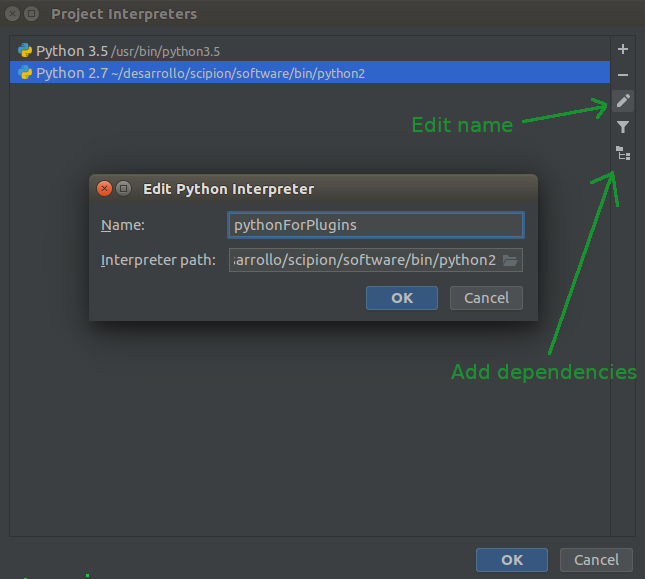 Project Interpreters
Python 3.5 /usr/bin/python3.5
Python 2.7 ~/desarrollo/scipion/software/bin/python2
Edit name
Edit Python Interpreter
Name: pythonForPlugins
Interpreter path: arrollo/scipion/software/bin/python2
OK Cancel
Add dependencies
OK Cancel